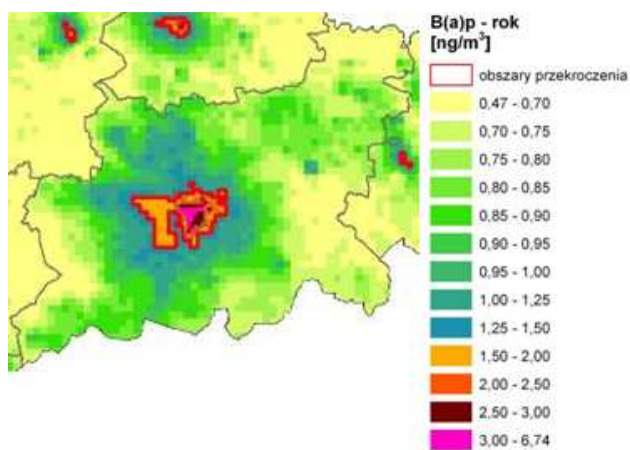 B(a)p - rok
[ng/m³]
obszary przekroczenia
0,47 - 0,70
0,70 - 0,75
0,75 - 0,80
0,80 - 0,85
0,85 - 0,90
0,90 - 0,95
0,95 - 1,00
1,00 - 1,25
1,25 - 1,50
1,50 - 2,00
2,00 - 2,50
2,50 - 3,00
3,00 - 6,74